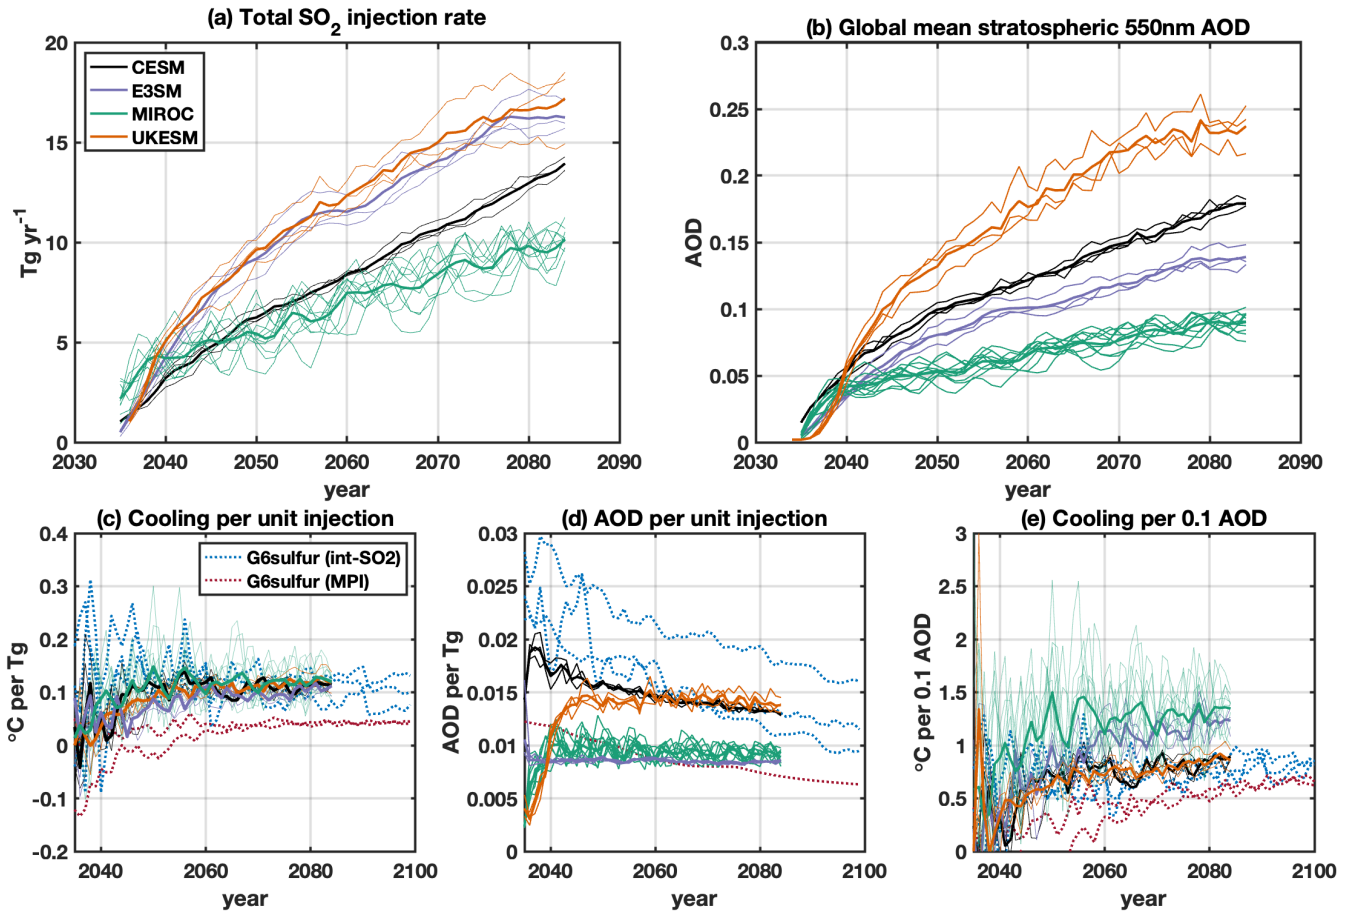 (a) Total SO2 injection rate
20
15
10
5
0
Tg yr-1
CESM
E3SM
MIROC
UKESM
2030 2040 2050 2060 2070 2080 2090
year
(b) Global mean stratospheric 550nm AOD
0.3
0.25
0.2
0.15
0.1
0.05
0
AOD
2030 2040 2050 2060 2070 2080 2090
year
(c) Cooling per unit injection
0.4
0.3
0.2
0.1
0
-0.1
-0.2
°C per Tg
G6sulfur (int-SO2)
G6sulfur (MPI)
2040 2060 2080 2100
year
(d) AOD per unit injection
0.03
0.025
0.02
0.015
0.01
0.005
0
AOD per Tg
2040 2060 2080 2100
year
(e) Cooling per 0.1 AOD
3
2.5
2
1.5
1
0.5
0
°C per 0.1 AOD
2040 2060 2080 2100
year